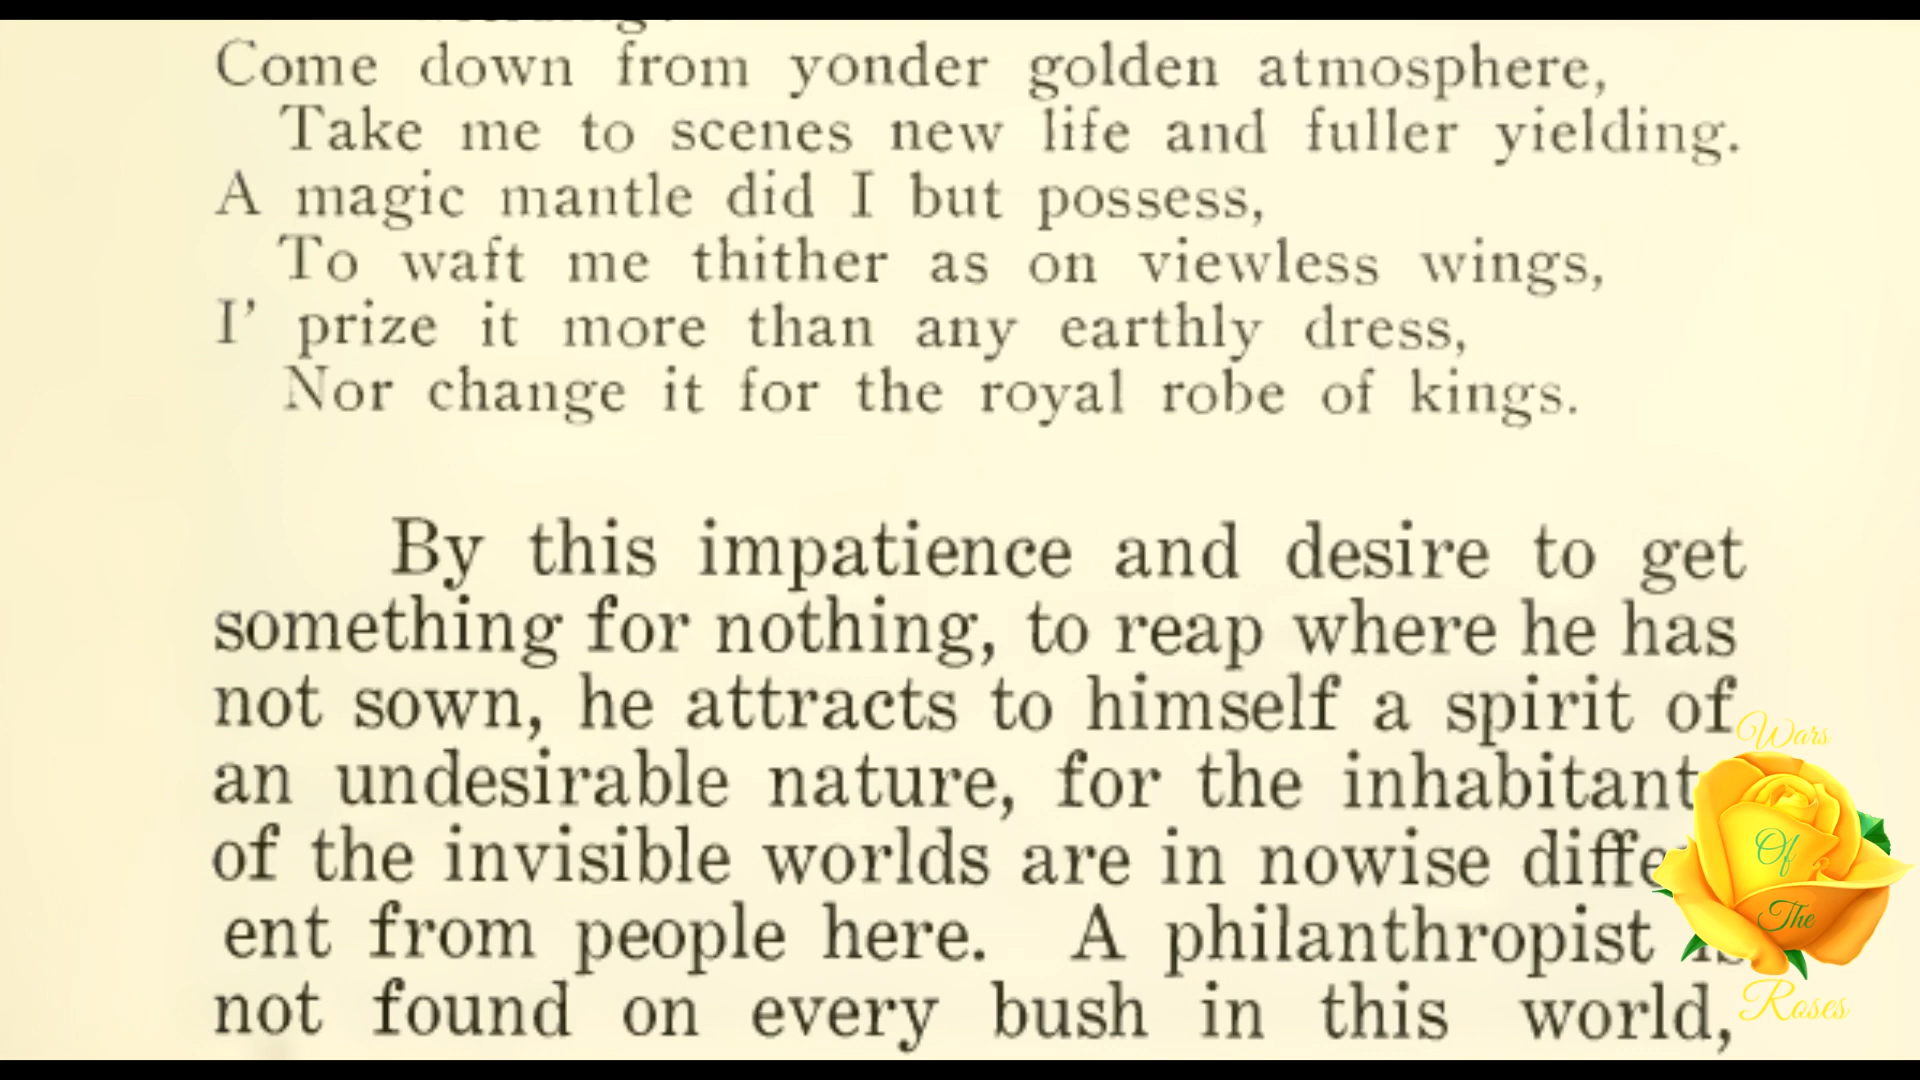 Come down from yonder golden atmosphere,
Take me to scenes new life and fuller yielding.
A magic mantle did I but possess,
To waft me thither as on viewless wings,
I’ prize it more than any earthly dress,
Nor change it for the royal robe of kings.
By this impatience and desire to get
something for nothing, to reap where he has
not sown, he attracts to himself a spirit of
an undesirable nature, for the inhabitant
of the invisible worlds are in nowise diffe
ent from people here. A philanthropist is
not found on every bush in this world,
Wars
Of
The
Roses